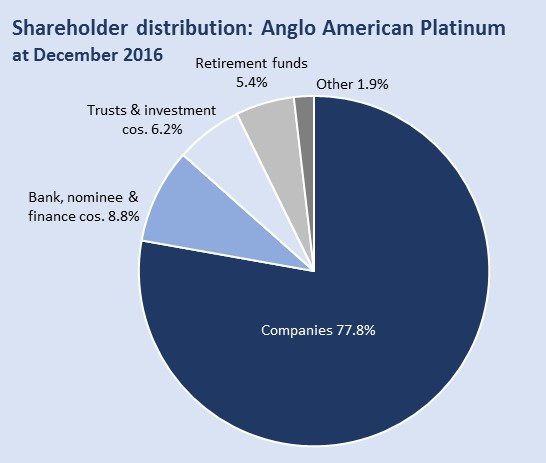 Shareholder distribution: Anglo American Platinum
at December 2016
Retirement funds
5.4%
Other 1.9%
Trusts & investment
cos. 6.2%
Bank, nominee &
finance cos. 8.8%
Companies 77.8%